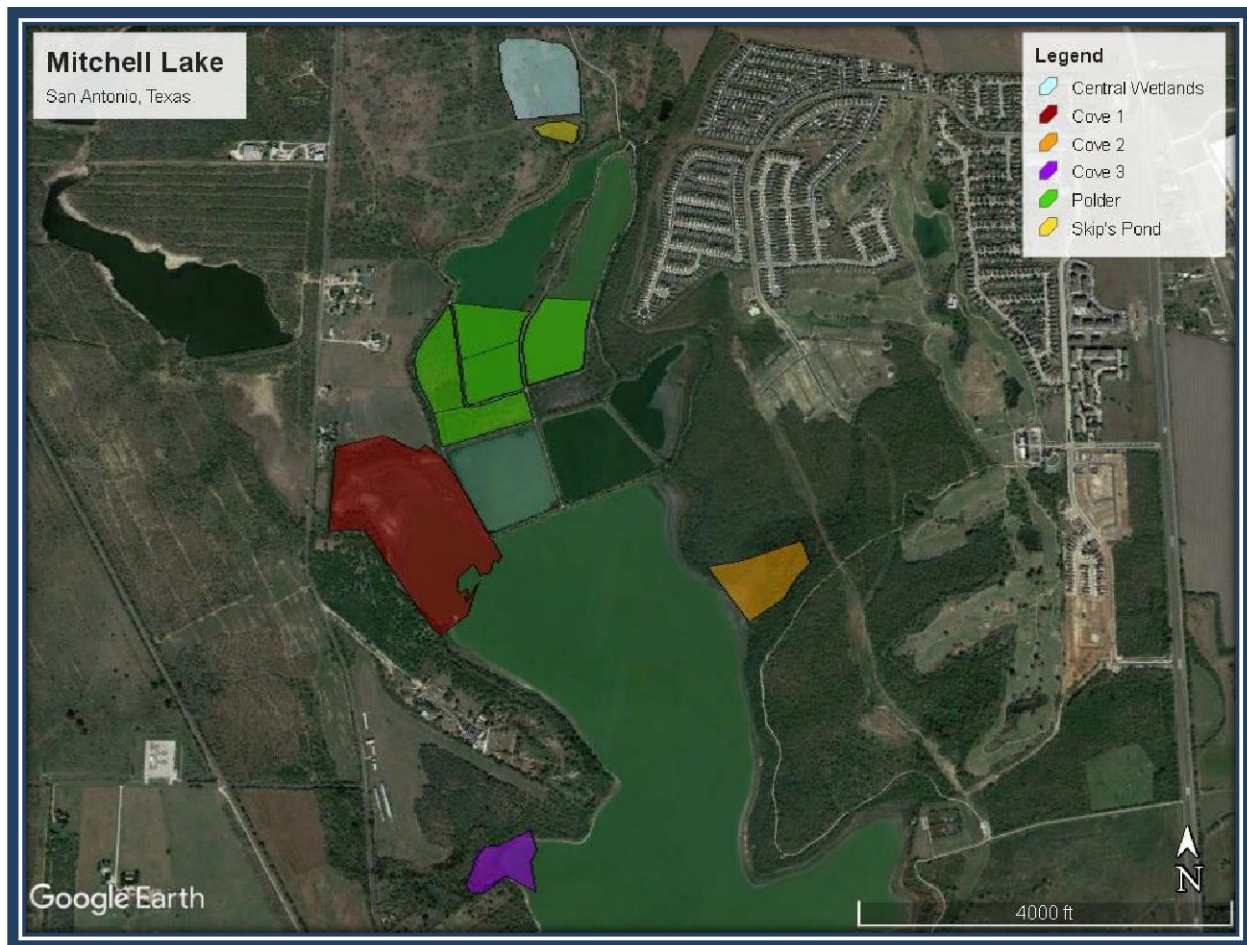 Mitchell Lake
San Antonio, Texas
Legend
Central Wetlands
Cove 1
Cove 2
Cove 3
Polder
Skip's Pond
Google Earth
N
4000 ft